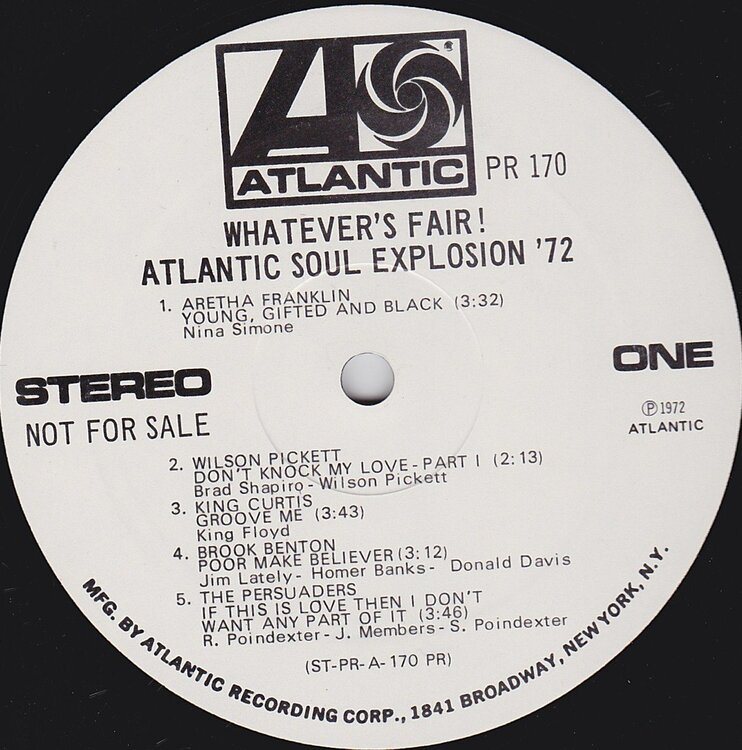 ATLANTIC
PR 170
WHATEVER'S FAIR!
ATLANTIC SOUL EXPLOSION '72
1. ARETHA FRANKLIN
YOUNG, GIFTED AND BLACK (3:32)
Nina Simone
STEREO
NOT FOR SALE
ONE
Ⓟ 1972
ATLANTIC
2. WILSON PICKETT
DON'T KNOCK MY LOVE - PART I (2:13)
Brad Shapiro - Wilson Pickett
3. KING CURTIS
GROOVE ME (3:43)
King Floyd
4. BROOK BENTON
POOR MAKE BELIEVER (3:12)
Jim Lately - Homer Banks - Donald Davis
5. THE PERSUADERS
IF THIS IS LOVE THEN I DON'T
WANT ANY PART OF IT (3:46)
R. Poindexter - J. Members - S. Poindexter
(ST-PR-A-170 PR)
MFG. BY ATLANTIC RECORDING CORP., 1841 BROADWAY, NEW YORK, N.Y.